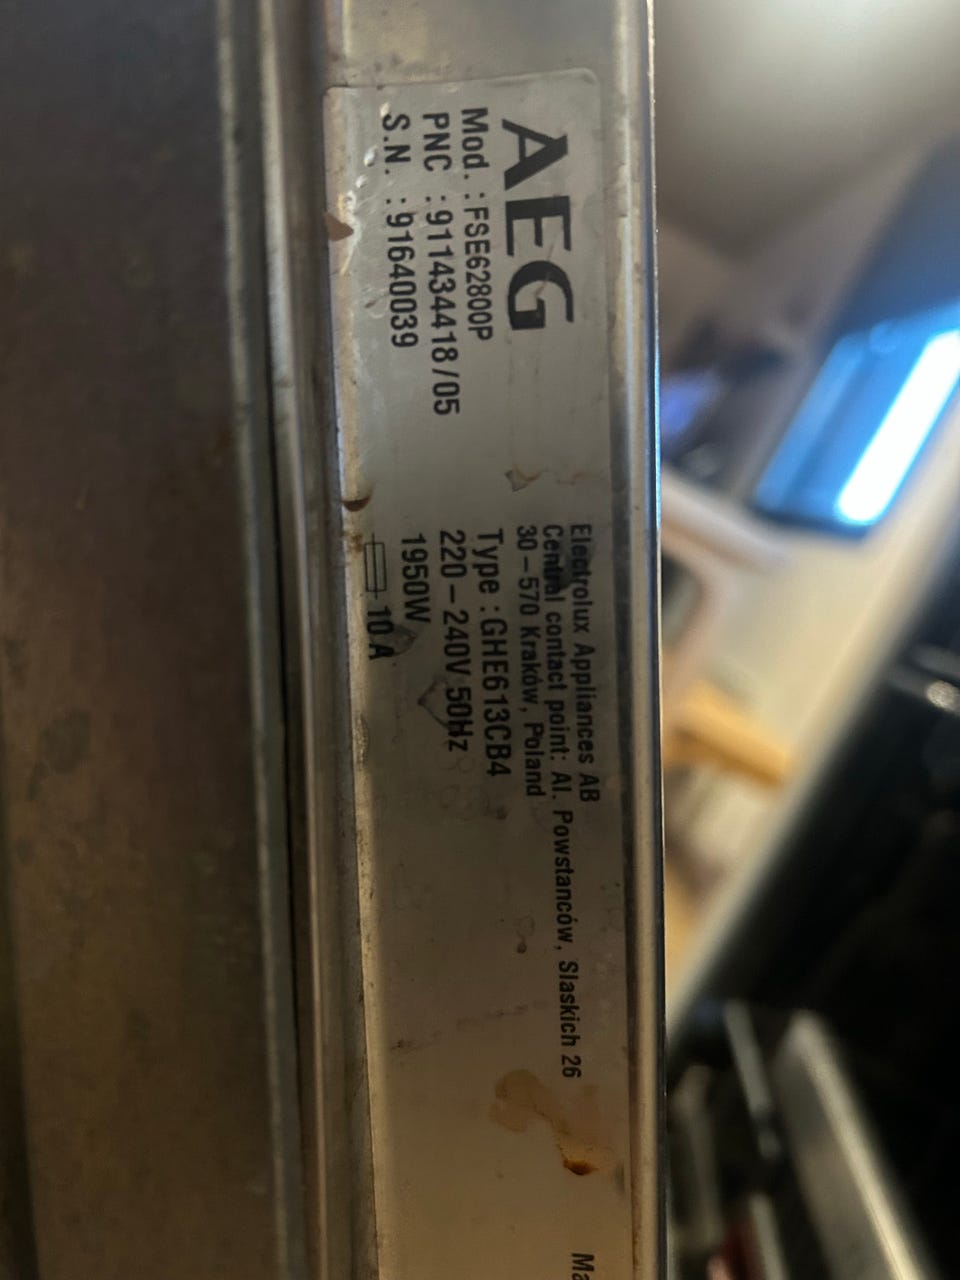 AEG
Mod. : FSE62800P
PNC : 911434418/05
S.N. : 91640039
Electrolux Appliances AB
Central contact point: Al. Powstanców, Slaskich 26
30-570 Kraków, Poland
Type : GHE613CB4
220-240V 50Hz
1950W
10 A